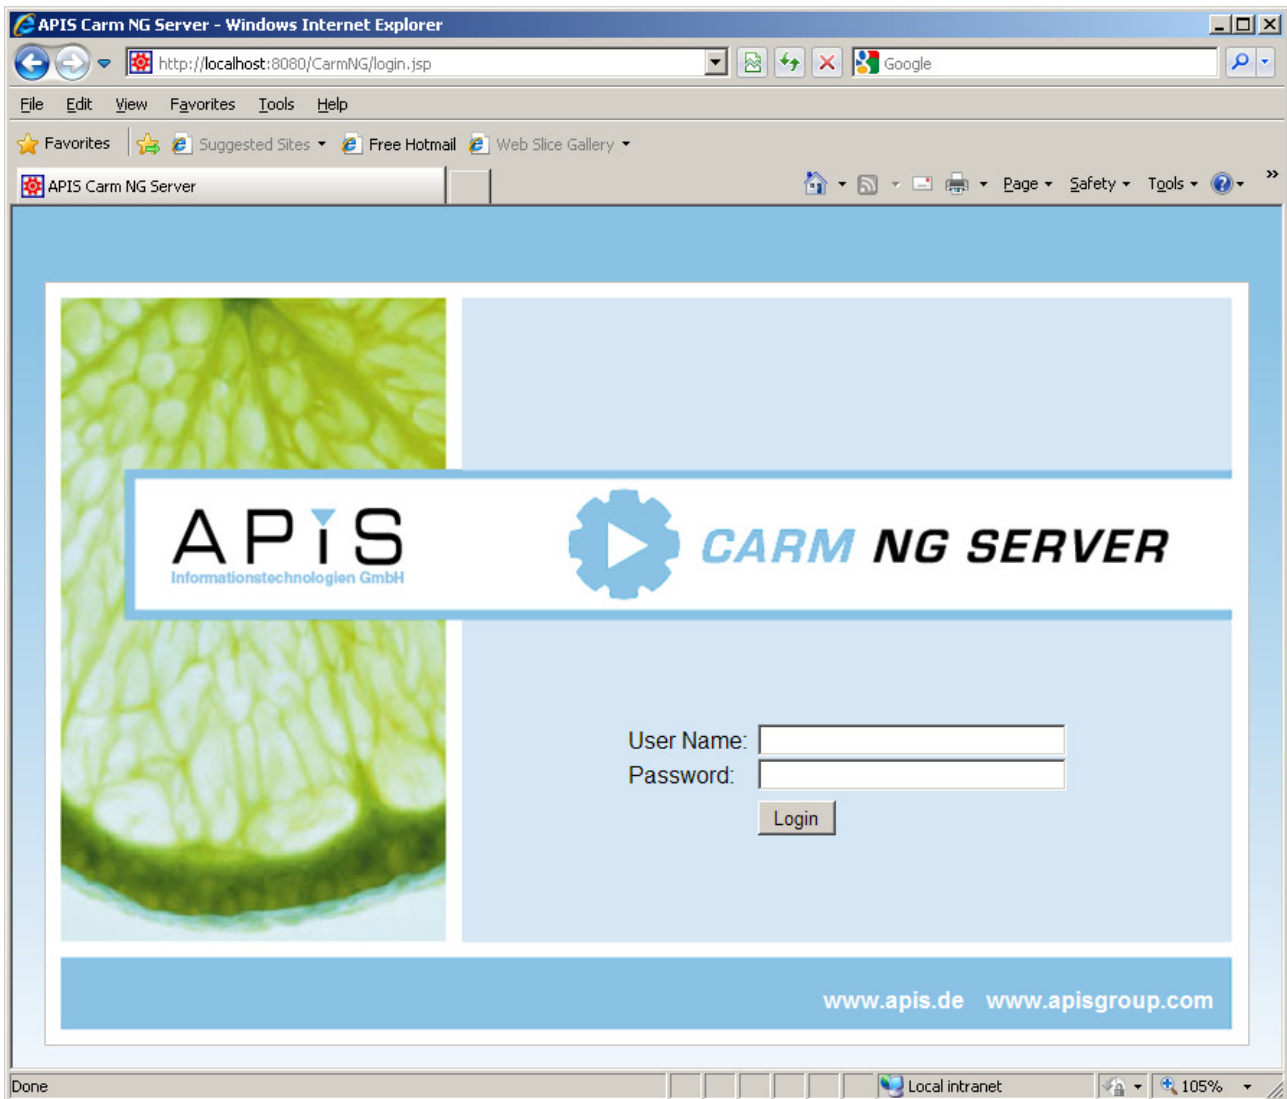 APIS Carm NG Server - Windows Internet Explorer
http://localhost:8080/CarmNG/login.jsp
Google
File Edit View Favorites Tools Help
Favorites Suggested Sites Free Hotmail Web Slice Gallery
APIS Carm NG Server
Page Safety Tools »
APiS
Informationstechnologien GmbH
CARM NG SERVER
User Name:
Password:
Login
www.apis.de www.apisgroup.com
Done Local intranet 105%